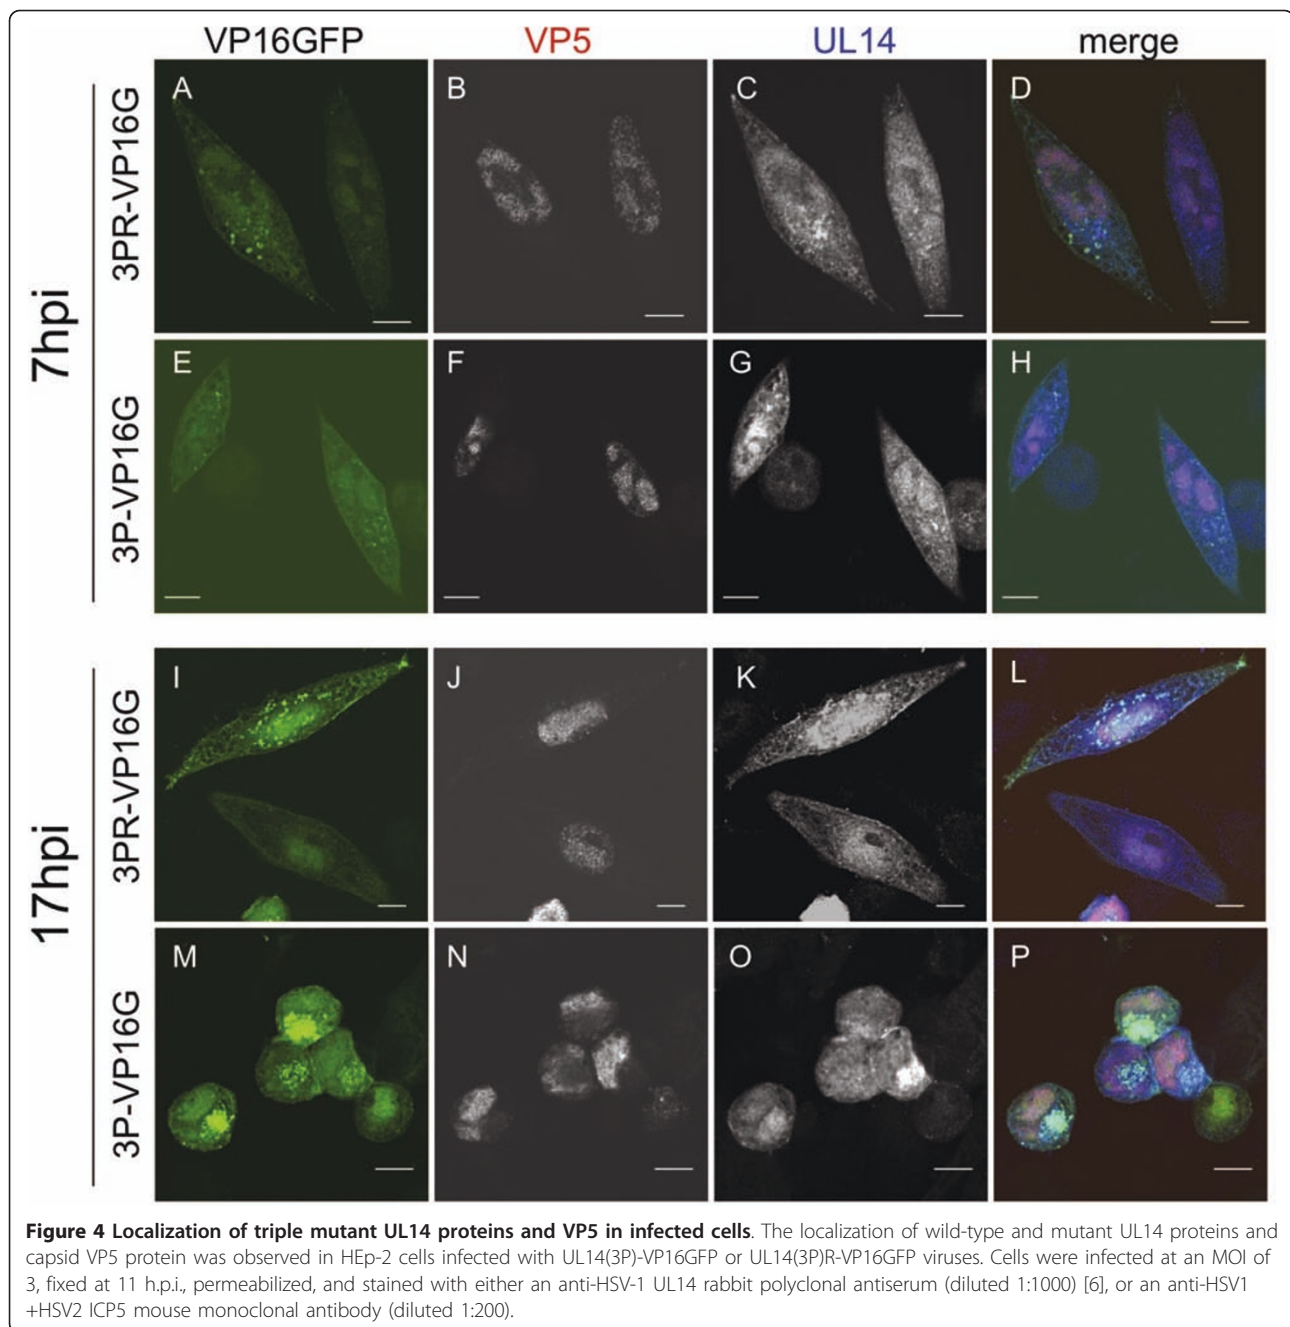 VP16GFP VP5 UL14 merge
7hpi
3PR-VP16G
A B C D
3P-VP16G
E F G H
17hpi
3PR-VP16G
I J K L
3P-VP16G
M N O P
Figure 4 Localization of triple mutant UL14 proteins and VP5 in infected cells. The localization of wild-type and mutant UL14 proteins and
capsid VP5 protein was observed in HEp-2 cells infected with UL14(3P)-VP16GFP or UL14(3P)R-VP16GFP viruses. Cells were infected at an MOI of
3, fixed at 11 h.p.i., permeabilized, and stained with either an anti-HSV-1 UL14 rabbit polyclonal antiserum (diluted 1:1000) [6], or an anti-HSV1
+HSV2 ICP5 mouse monoclonal antibody (diluted 1:200).